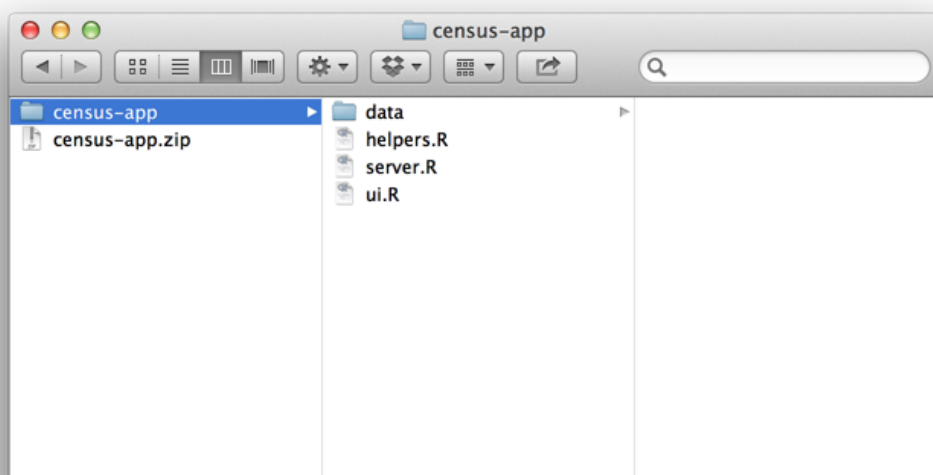 census-app
census-app
census-app.zip
data
helpers.R
server.R
ui.R